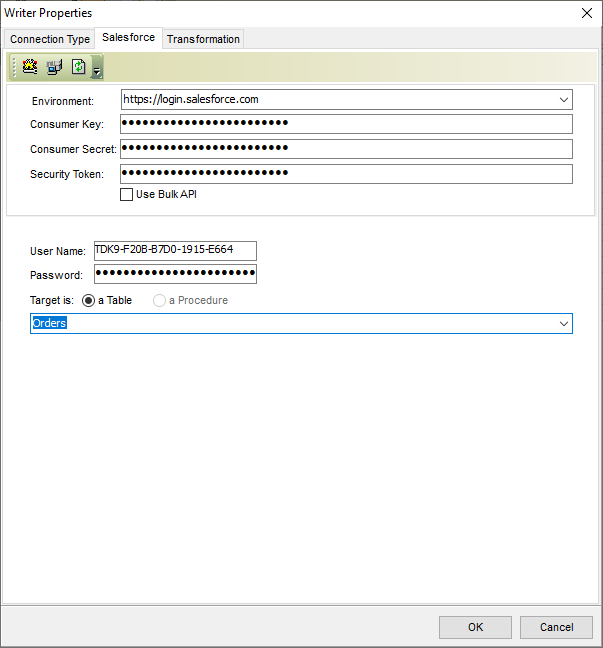 Writer Properties
Connection Type Salesforce Transformation
Environment: https://login.salesforce.com
Consumer Key: ●●●●●●●●●●●●●●●●●●●●●●●●
Consumer Secret: ●●●●●●●●●●●●●●●●●●●●●●●●
Security Token: ●●●●●●●●●●●●●●●●●●●●●●●●
Use Bulk API
User Name: TDK9-F20B-B7D0-1915-E664
Password: ●●●●●●●●●●●●●●●●●●●●●●●
Target is: a Table a Procedure
Orders
OK Cancel